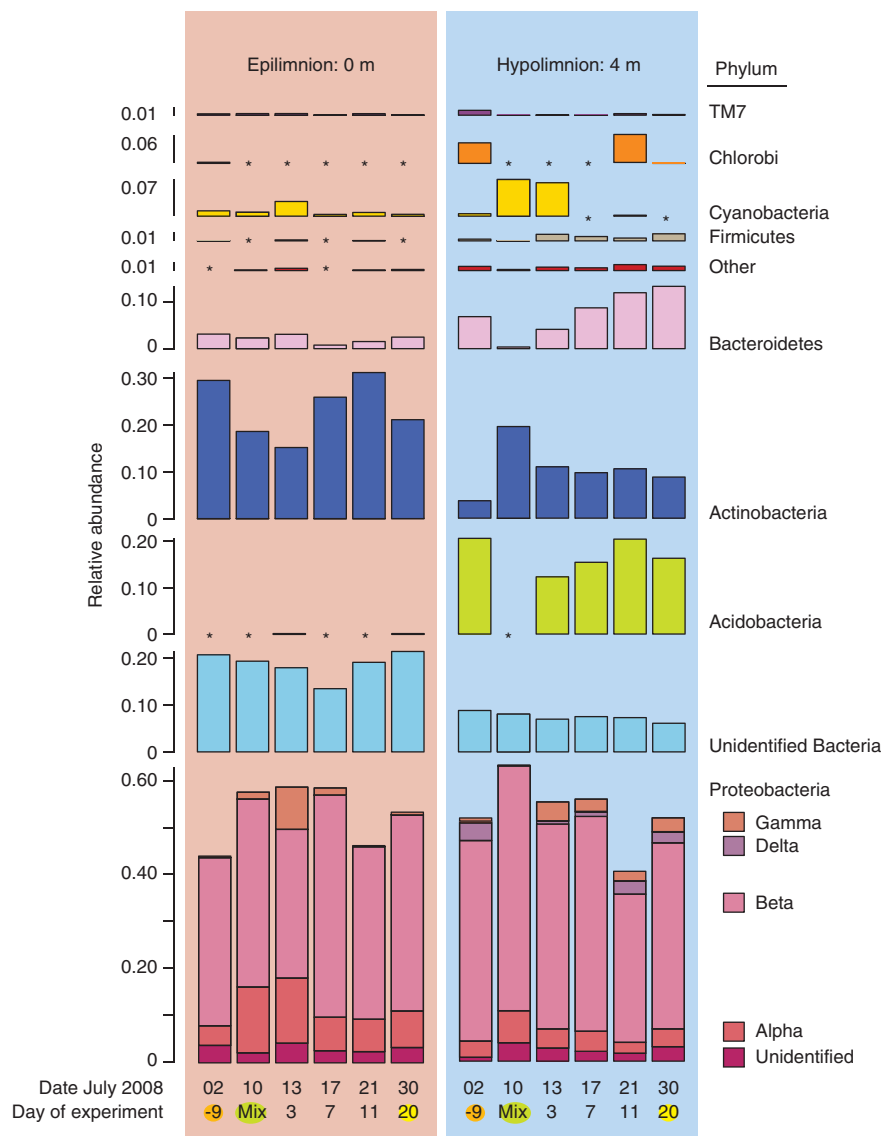 Epilimnion: 0 m
Hypolimnion: 4 m
Phylum
0.01
TM7
0.06
* * * * *
* * *
Chlorobi
0.07
* *
Cyanobacteria
0.01
* * *
Firmicutes
0.01
* *
Other
0.10
0
Bacteroidetes
Relative abundance
0.30
0.20
0.10
0
Actinobacteria
0.20
0.10
0
* * * *
*
Acidobacteria
0.20
0.10
0
Unidentified Bacteria
0.60
0.40
0.20
0
Proteobacteria
Gamma
Delta
Beta
Alpha
Unidentified
Date July 2008 02 10 13 17 21 30 02 10 13 17 21 30
Day of experiment -9 Mix 3 7 11 20 -9 Mix 3 7 11 20